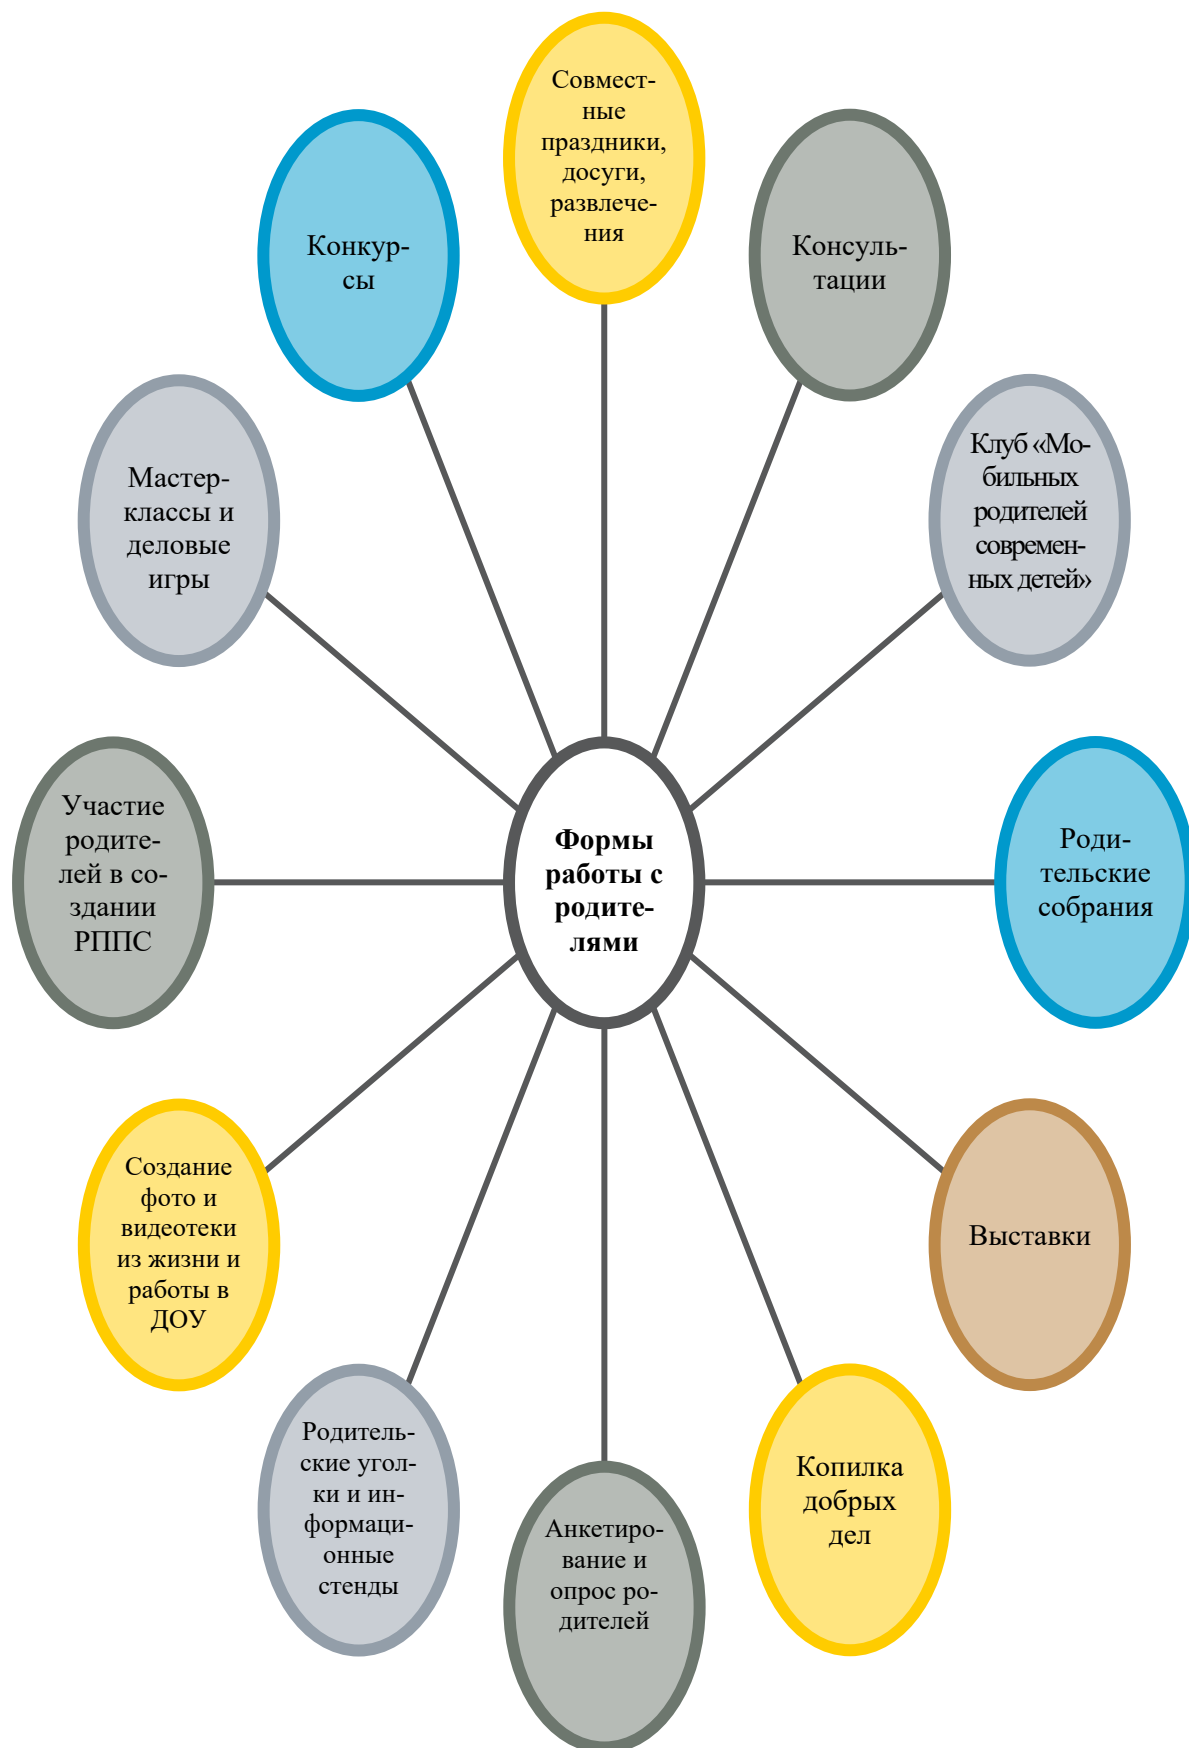 Совмест-
ные
праздники,
досуги,
развлече-
ния
Консуль-
тации
Клуб «Мо-
бильных
родителей
современ-
ных детей»
Роди-
тельские
собрания
Выставки
Копилка
добрых
дел
Анкетиро-
вание и
опрос ро-
дителей
Родитель-
ские угол-
ки и ин-
формаци-
онные
стенды
Создание
фото и
видеотеки
из жизни и
работы в
ДОУ
Участие
родите-
лей в со-
здании
РППС
Мастер-
классы и
деловые
игры
Конкур-
сы
Формы
работы с
родите-
лями